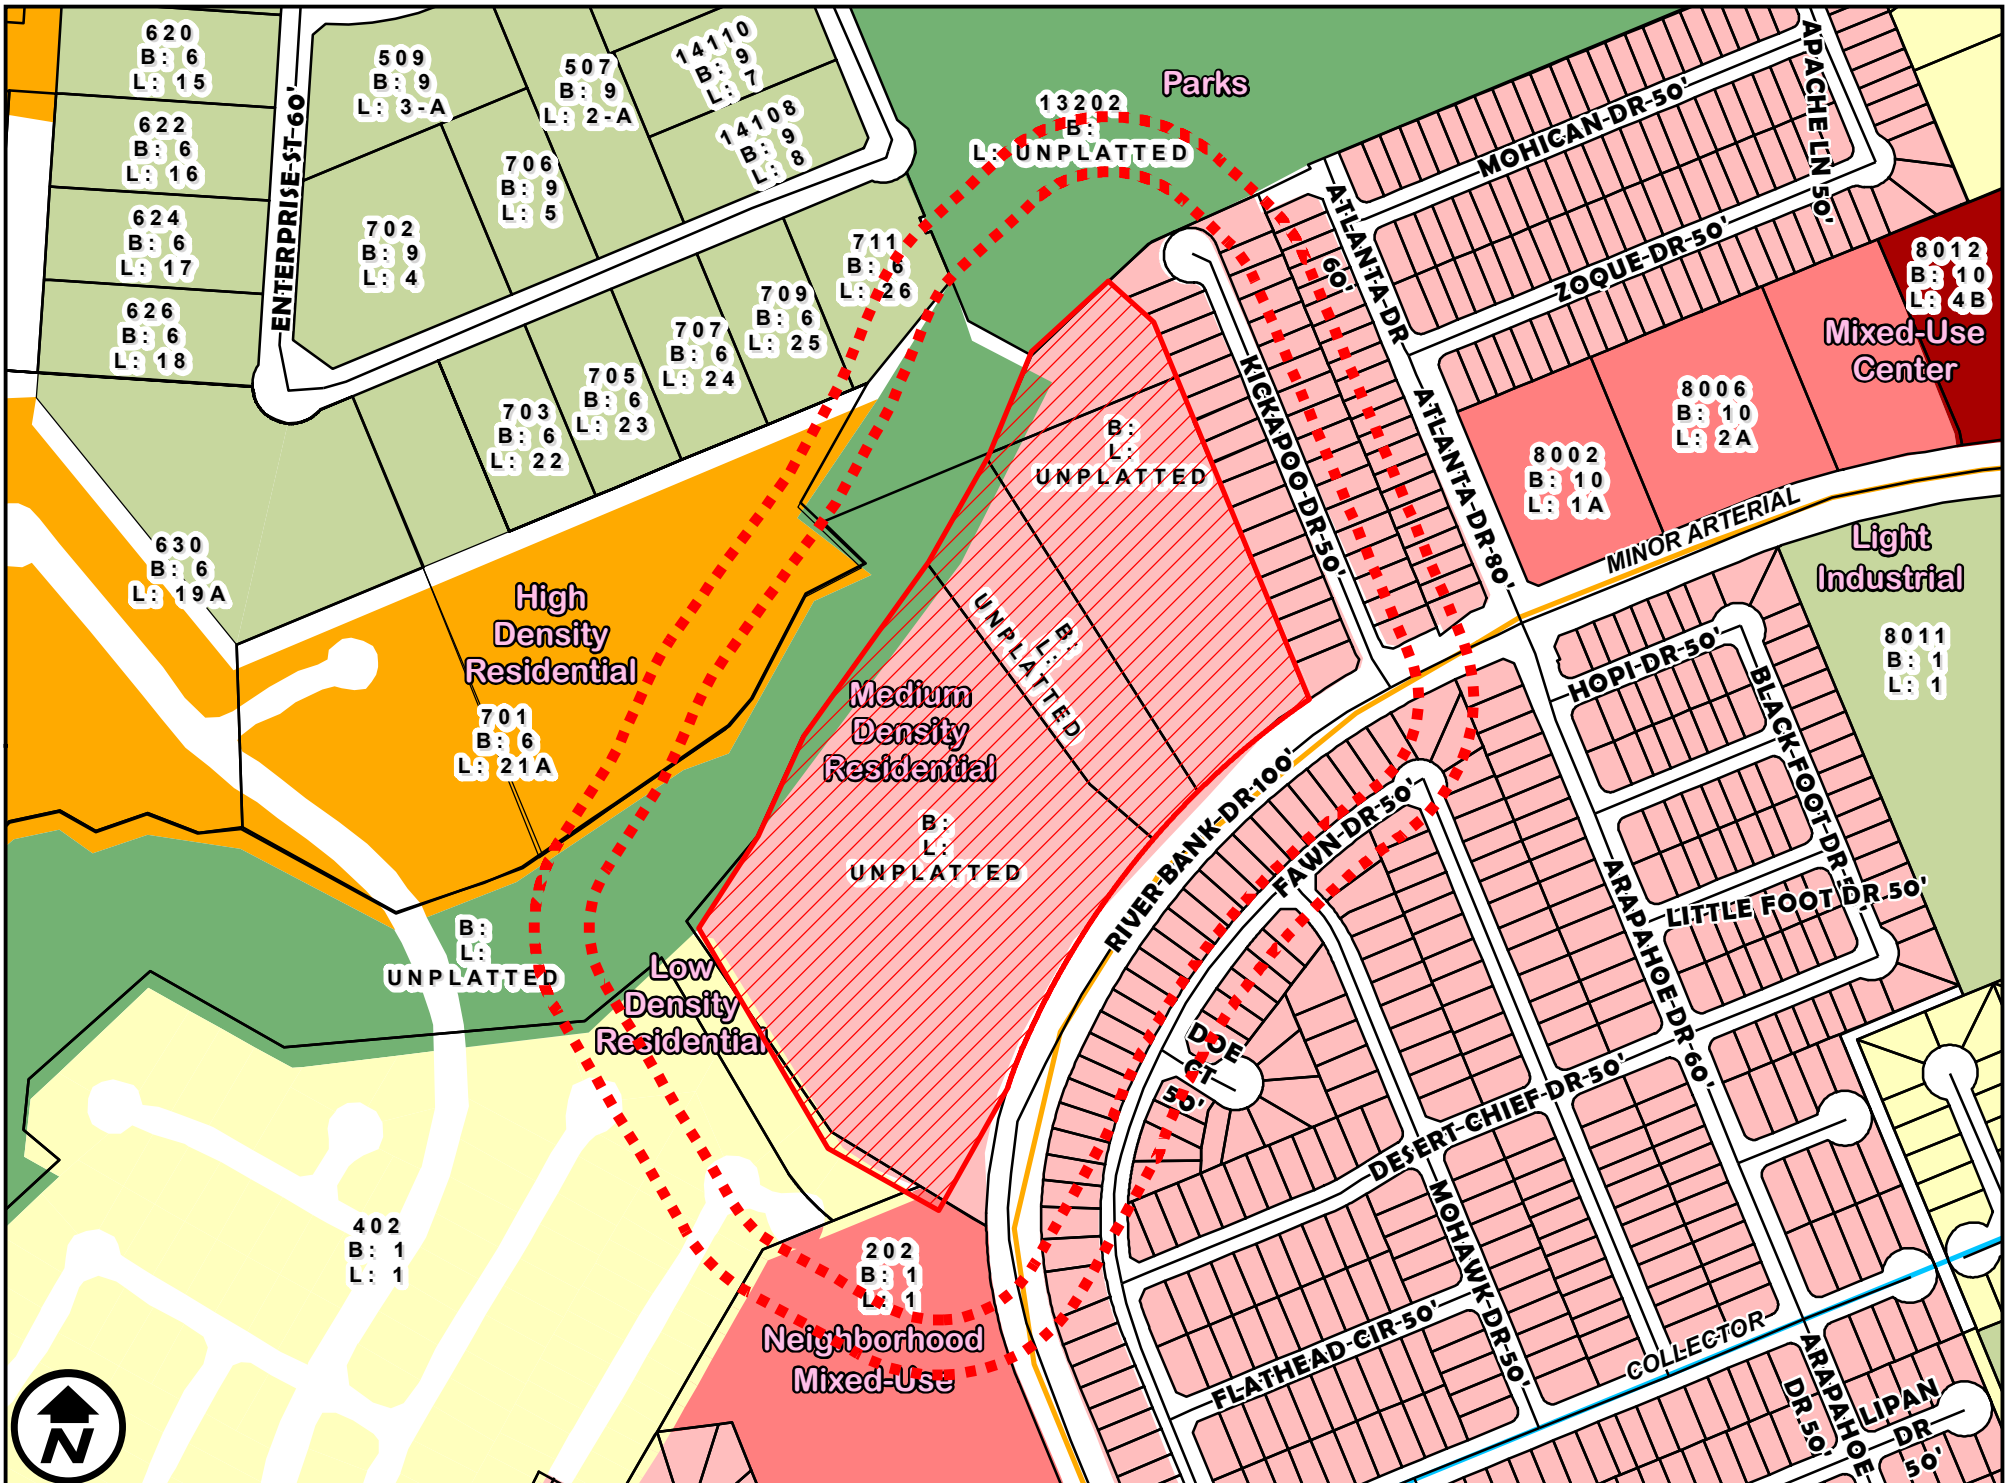 620
B: 6
L: 15
622
B: 6
L: 16
624
B: 6
L: 17
626
B: 6
L: 18
ENTERPRISE-ST-60'
509
B: 9
L: 3-A
507
B: 9
L: 2-A
14110
B: 9
L: 7
14108
B: 9
L: 8
706
B: 9
L: 5
702
B: 9
L: 4
711
B: 6
L: 26
709
B: 6
L: 25
707
B: 6
L: 24
705
B: 6
L: 23
703
B: 6
L: 22
Parks
13202
B:
L: UNPLATTED
MOHICAN-DR-50'
APACHE-LN 50'
ATLANTA-DR
60'
ZOQUE-DR-50'
8012
B: 10
L: 4B
Mixed-Use
Center
8006
B: 10
L: 2A
8002
B: 10
L: 1A
KICKAPOO-DR-50'
ATLANTA-DR-80'
MINOR ARTERIAL
Light
Industrial
8011
B: 1
L: 1
B:
L:
UNPLATTED
B:
L:
UNPLATTED
630
B: 6
L: 19A
High
Density
Residential
701
B: 6
L: 21A
Medium
Density
Residential
B:
L:
UNPLATTED
HOPI-DR-50'
BLACK-FOOT-DR-5
RIVER-BANK-DR-100'
FAWN-DR-50'
LITTLE FOOT DR 50'
ARAPAHOE-DR-60'
B:
L:
UNPLATTED
Low
Density
Residential
DOE
CT
50'
DESERT-CHIEF-DR-50'
MOHAWK-DR-50'
402
B: 1
L: 1
202
B: 1
L: 1
Neighborhood
Mixed-Use
FLATHEAD-CIR-50'
COLLECTOR
ARAPAHOE
DR 50'
LIPAN
DR
50'
N